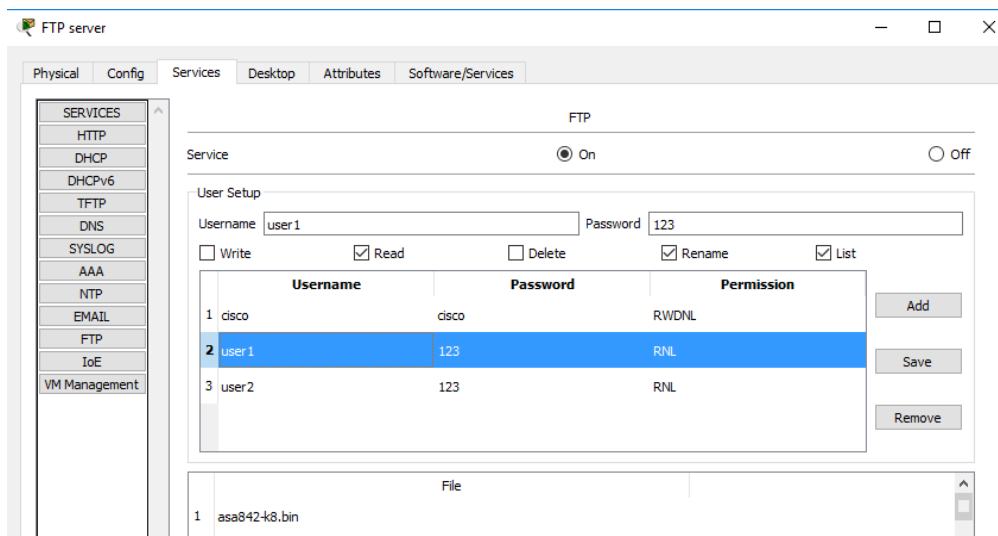 FTP server
Physical Config Services Desktop Attributes Software/Services
SERVICES
HTTP
DHCP
DHCPv6
TFTP
DNS
SYSLOG
AAA
NTP
EMAIL
FTP
IoE
VM Management
FTP
Service On Off
User Setup
Username user1 Password 123
Write Read Delete Rename List
Username Password Permission
1 cisco cisco RWDNL
2 user1 123 RNL
3 user2 123 RNL
Add
Save
Remove
File
1 asa842-k8.bin